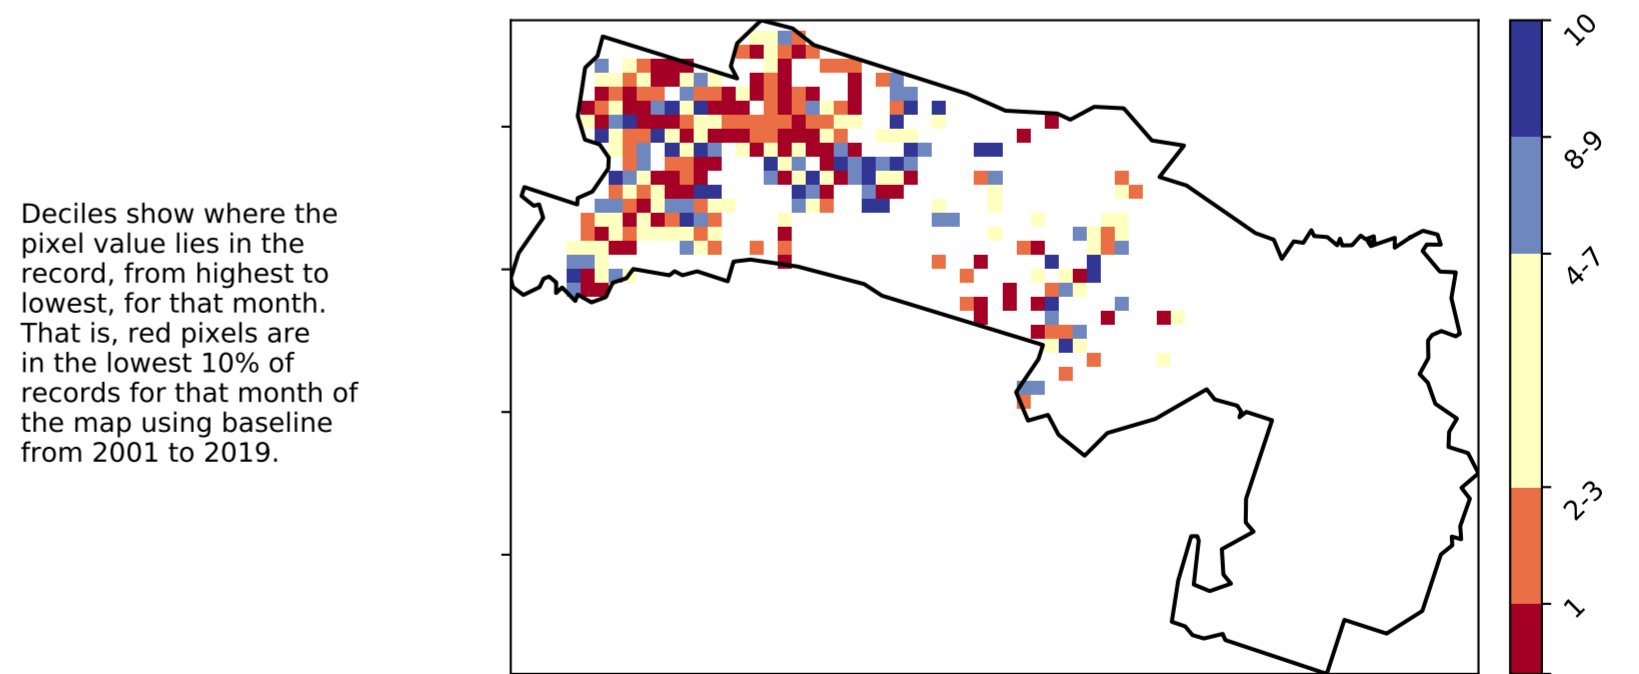 Deciles show where the
pixel value lies in the
record, from highest to
lowest, for that month.
That is, red pixels are
in the lowest 10% of
records for that month of
the map using baseline
from 2001 to 2019.
10
8-9
4-7
2-3
1